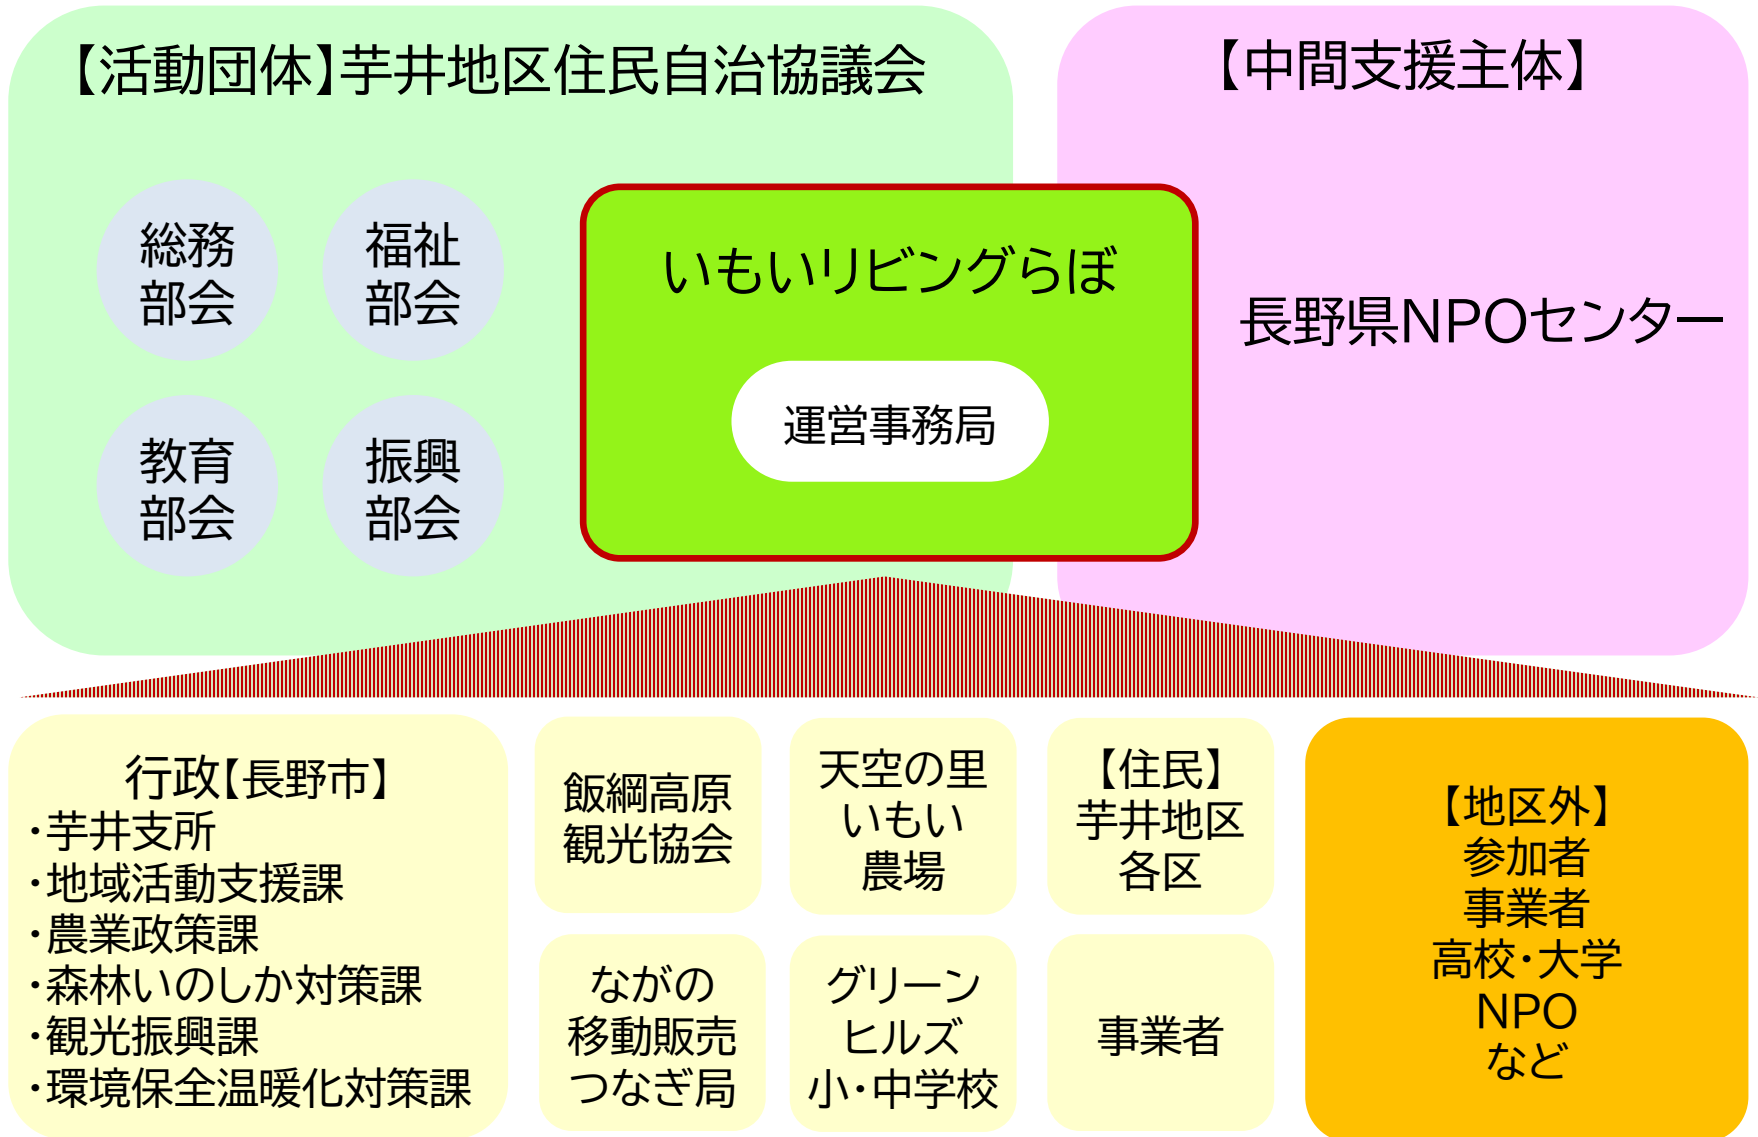 【活動団体】芋井地区住民自治協議会
【中間支援主体】
総務
部会
福祉
部会
教育
部会
振興
部会
いもいリビングらぼ
運営事務局
長野県NPOセンター
行政【長野市】
・芋井支所
・地域活動支援課
・農業政策課
・森林いのしか対策課
・観光振興課
・環境保全温暖化対策課
飯綱高原
観光協会
天空の里
いもい
農場
【住民】
芋井地区
各区
ながの
移動販売
つなぎ局
グリーン
ヒルズ
小・中学校
事業者
【地区外】
参加者
事業者
高校・大学
NPO
など